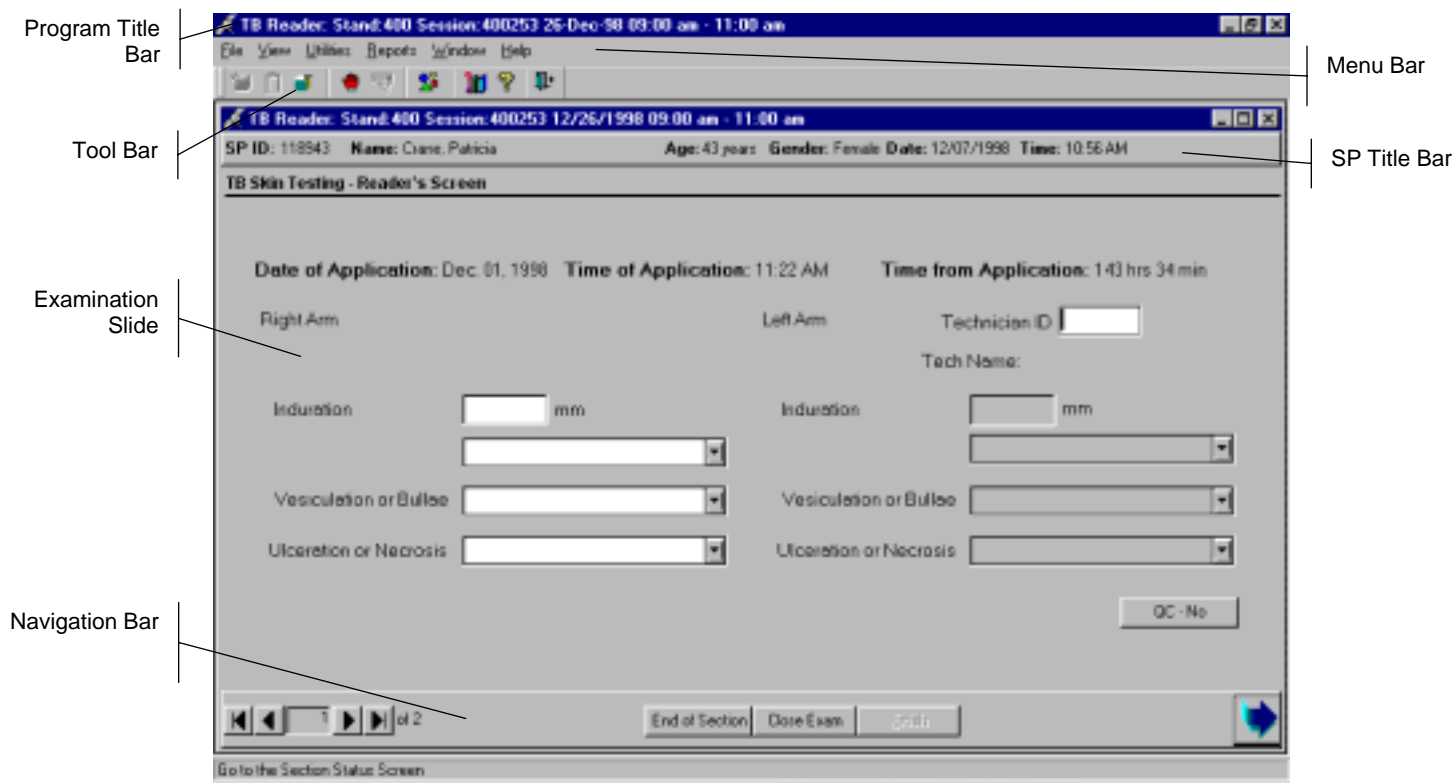 Program Title
Bar
TB Reader: Stand:400 Session:400253 26-Dec-98 09:00 am - 11:00 am
File View Utilities Reports Window Help
Menu Bar
Tool Bar
TB Reader: Stand:400 Session:400253 12/26/1998 09:00 am - 11:00 am
SP ID: 118943 Name: Crane, Patricia Age: 43 years Gender: Female Date: 12/07/1998 Time: 10:56 AM
SP Title Bar
TB Skin Testing - Reader's Screen
Date of Application: Dec. 01, 1998 Time of Application: 11:22 AM Time from Application: 143 hrs 34 min
Examination
Slide
Right Arm Left Arm Technician ID
Tech Name:
Induration mm Induration mm
Vesiculation or Bullae Vesiculation or Bullae
Ulceration or Necrosis Ulceration or Necrosis
QC - No
Navigation Bar
1 of 2 End of Section Close Exam
Go to the Section Status Screen